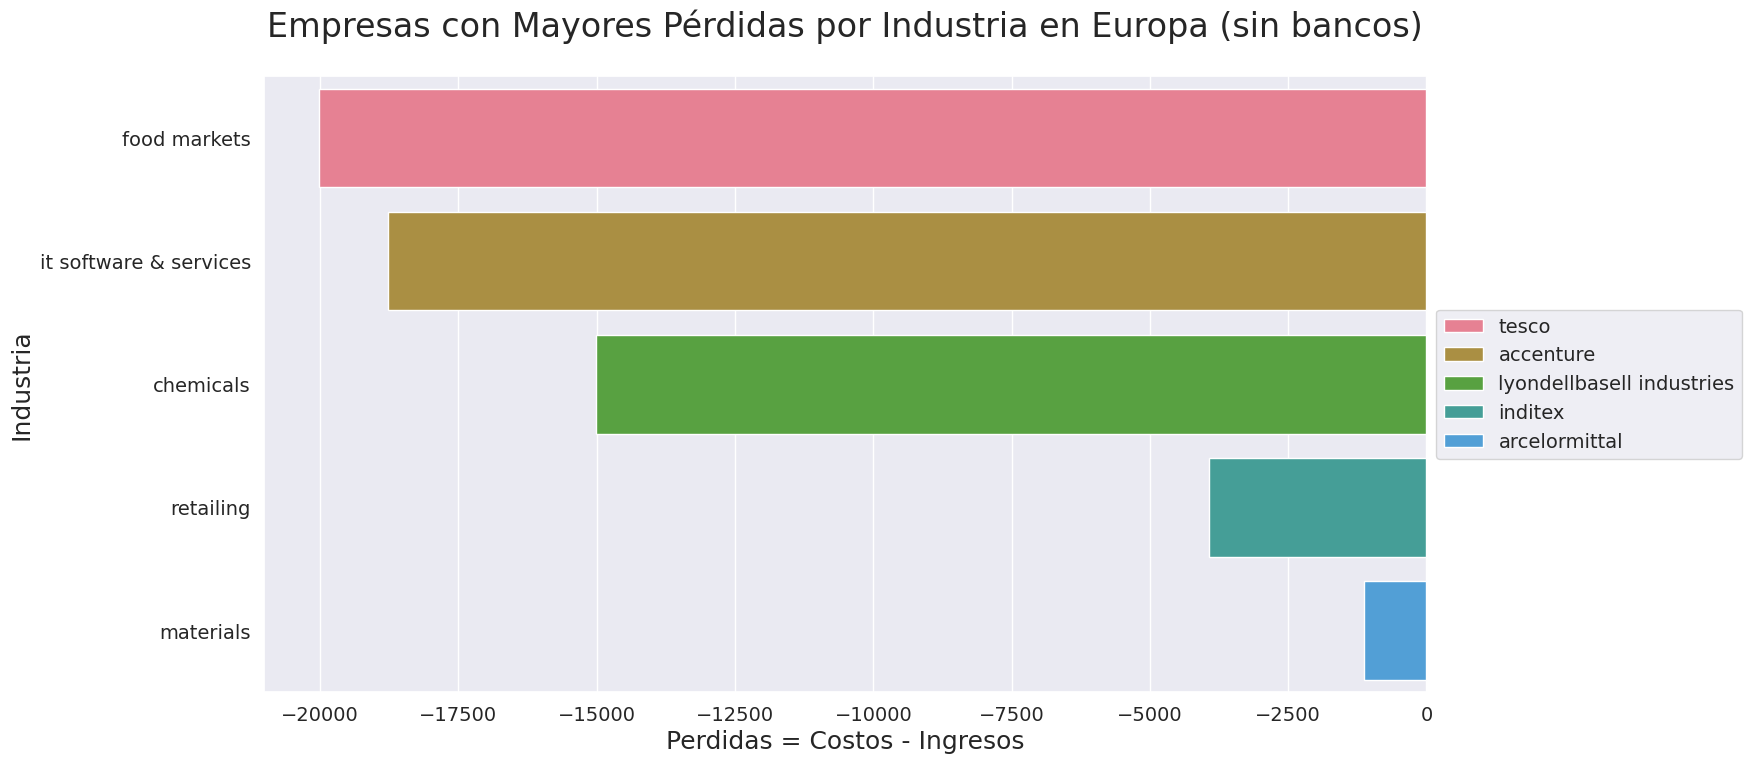 Empresas con Mayores Pérdidas por Industria en Europa (sin bancos)
Industria
food markets
it software & services
chemicals
retailing
materials
−20000
−17500
−15000
−12500
−10000
−7500
−5000
−2500
0
Perdidas = Costos - Ingresos
tesco
accenture
lyondellbasell industries
inditex
arcelormittal